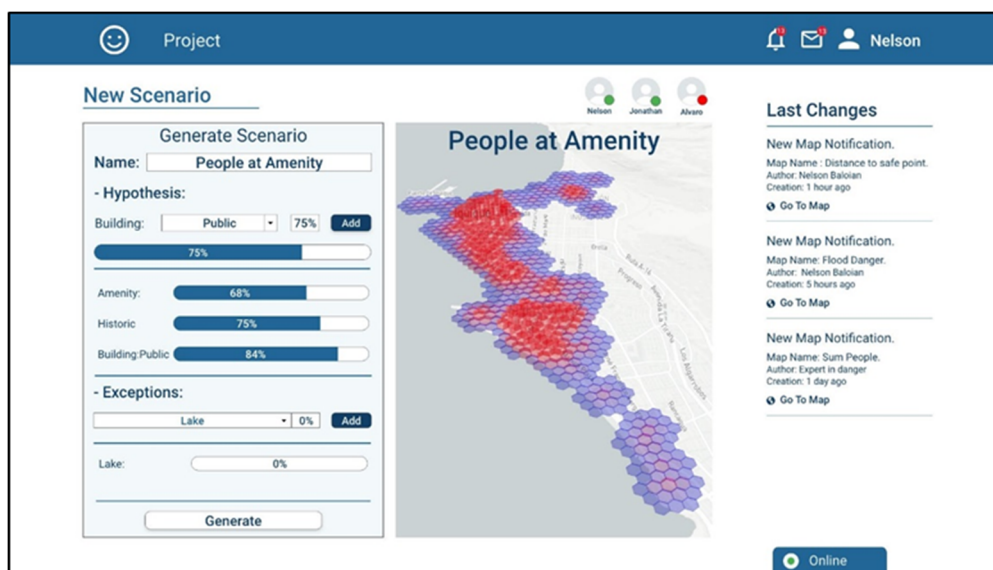 Project
13
13
Nelson
New Scenario
Nelson
Jonathan
Alvaro
Generate Scenario
Name: People at Amenity
- Hypothesis:
Building: Public 75% Add
75%
Amenity: 68%
Historic 75%
Building:Public 84%
- Exceptions:
Lake 0% Add
Lake: 0%
Generate
People at Amenity
Last Changes
New Map Notification.
Map Name : Distance to safe point.
Author: Nelson Baloian
Creation: 1 hour ago
Go To Map
New Map Notification.
Map Name: Flood Danger.
Author: Nelson Baloian
Creation: 5 hours ago
Go To Map
New Map Notification.
Map Name: Sum People.
Author: Expert in danger
Creation: 1 day ago
Go To Map
Online